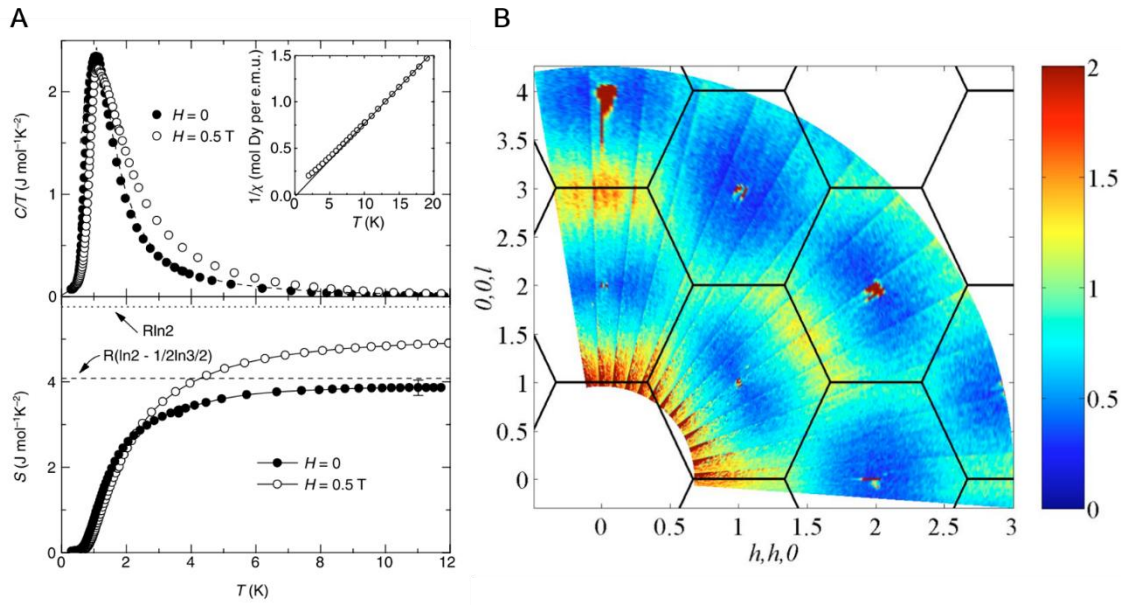 A
C/T (J mol⁻¹K⁻²)
2
1
0
H = 0
H = 0.5 T
1/χ (mol Dy per e.m.u.)
1.5
1.0
0.5
0.0
0 5 10 15 20
T (K)
S (J mol⁻¹K⁻²)
Rln2
R(ln2 - 1/2ln3/2)
4
2
0
H = 0
H = 0.5 T
0 2 4 6 8 10 12
T (K)
B
0,0,l
4
3.5
3
2.5
2
1.5
1
0.5
0
0 0.5 1 1.5 2 2.5 3
h,h,0
2
1.5
1
0.5
0